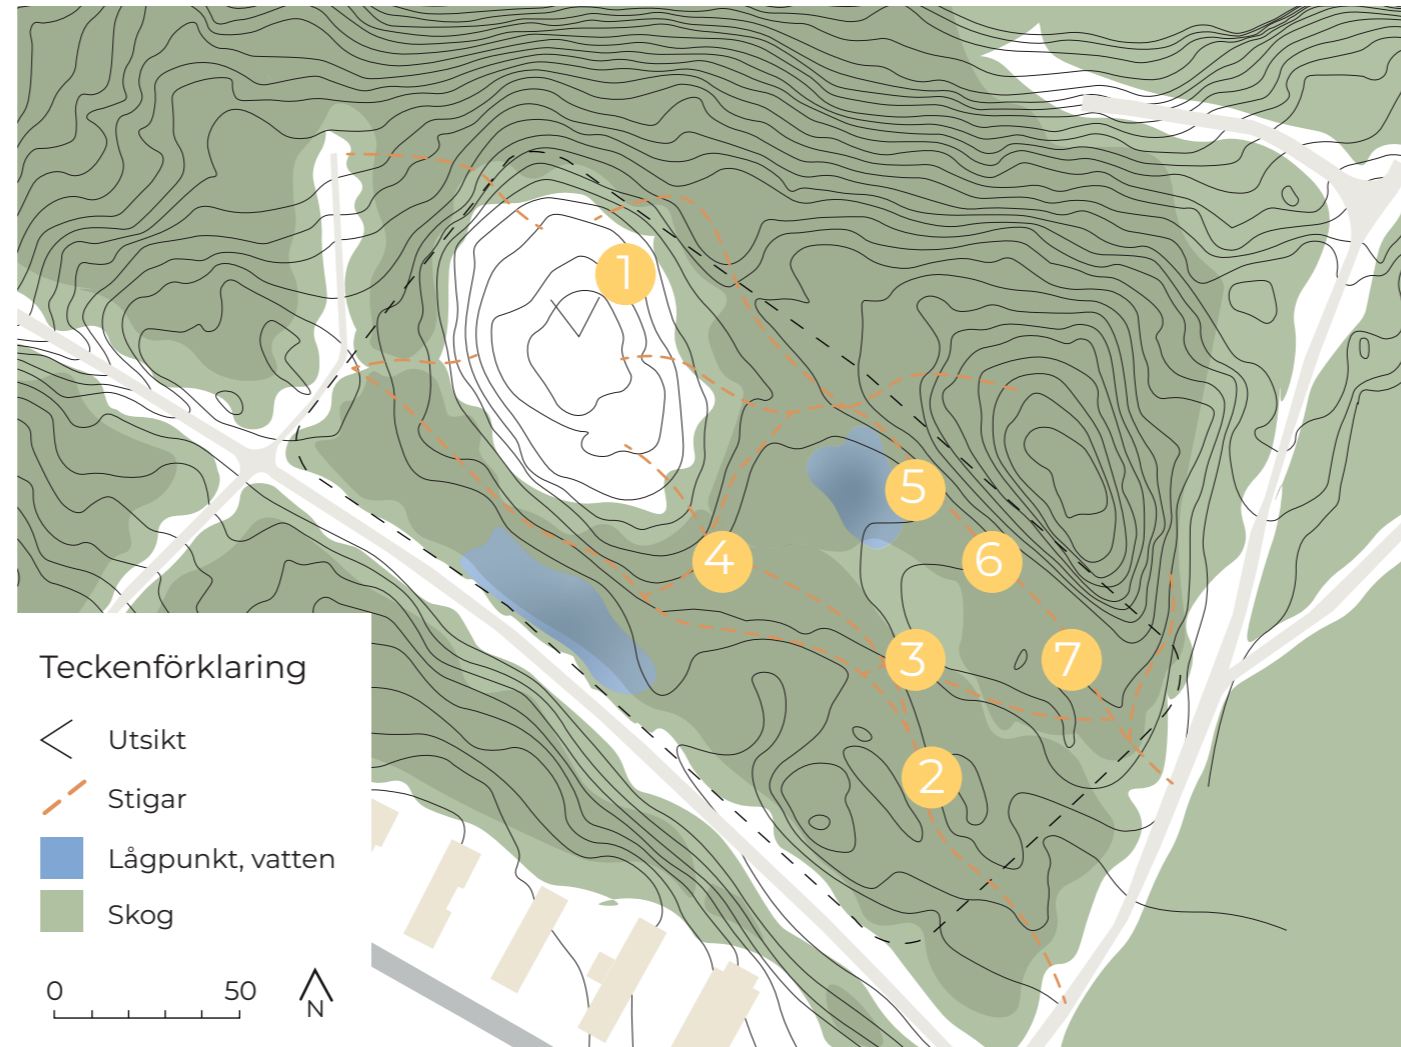 1
5
4
6
3
7
2
Teckenförklaring
Utsikt
Stigar
Lågpunkt, vatten
Skog
0 50
N